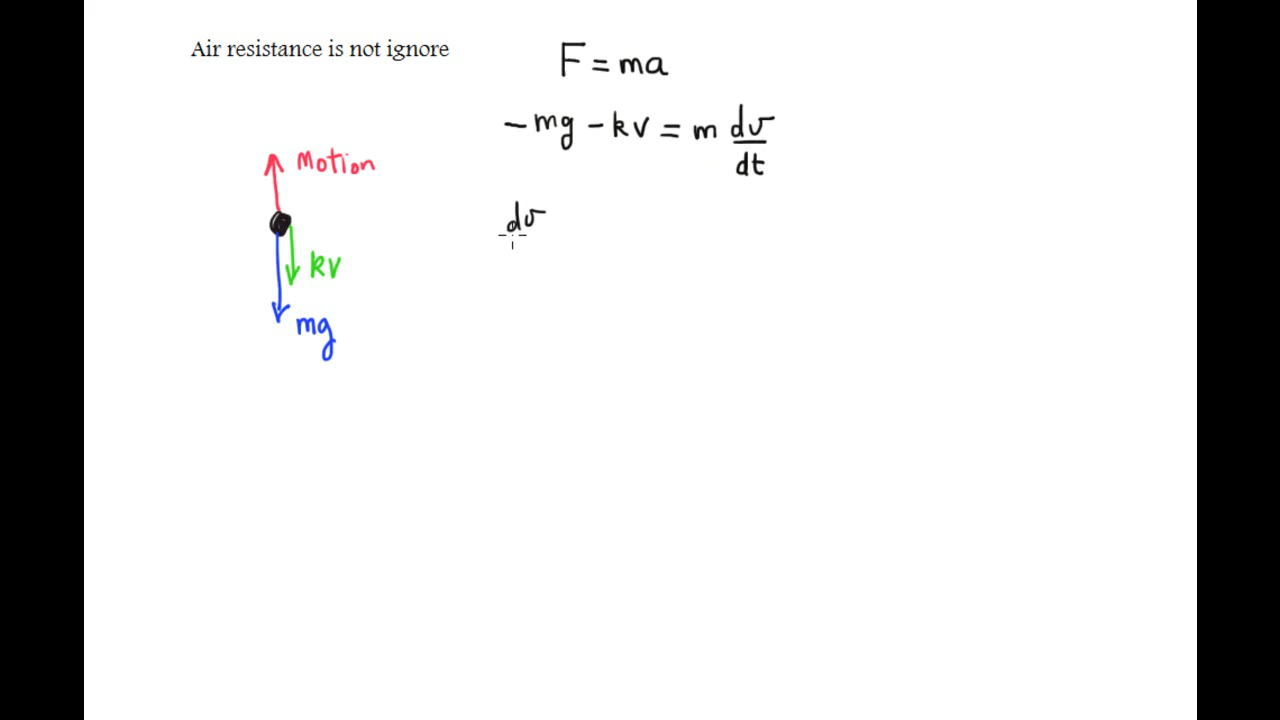 Air resistance is not ignore
F = ma
-mg - kv = m dv/dt
Motion
dv
kv
mg